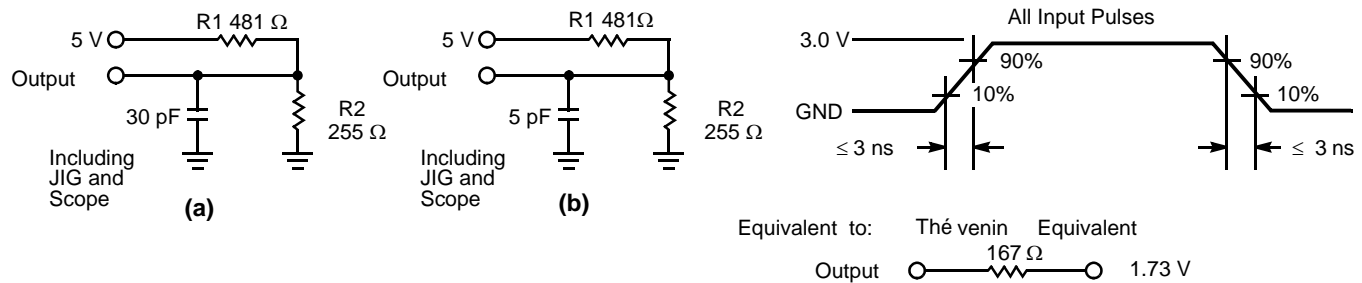 R1 481 Ω
5 V
Output
30 pF
R2
255 Ω
Including
JIG and
Scope
(a)
R1 481Ω
5 V
Output
5 pF
R2
255 Ω
Including
JIG and
Scope
(b)
All Input Pulses
3.0 V
90%
10%
GND
≤ 3 ns
90%
10%
≤ 3 ns
Equivalent to: Thé venin Equivalent
167 Ω
Output
1.73 V